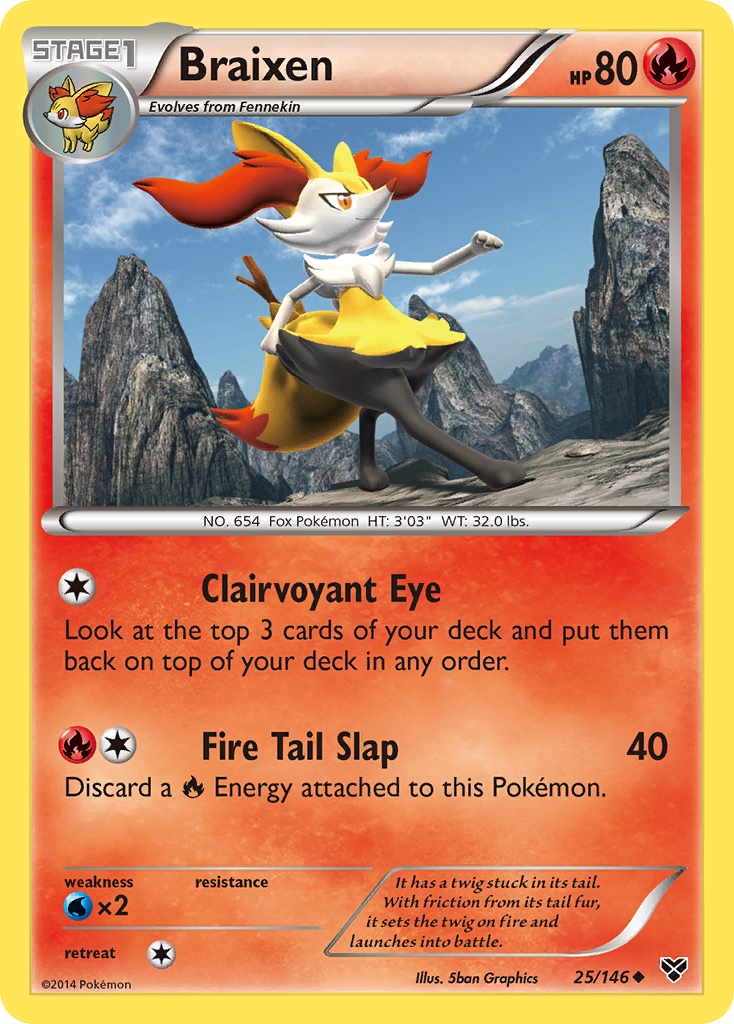 STAGE1
Braixen
HP80
Evolves from Fennekin
NO. 654 Fox Pokémon HT: 3'03" WT: 32.0 lbs.
Clairvoyant Eye
Look at the top 3 cards of your deck and put them
back on top of your deck in any order.
Fire Tail Slap 40
Discard a Energy attached to this Pokémon.
weakness resistance
×2
retreat
It has a twig stuck in its tail.
With friction from its tail fur,
it sets the twig on fire and
launches into battle.
©2014 Pokémon
Illus. 5ban Graphics
25/146